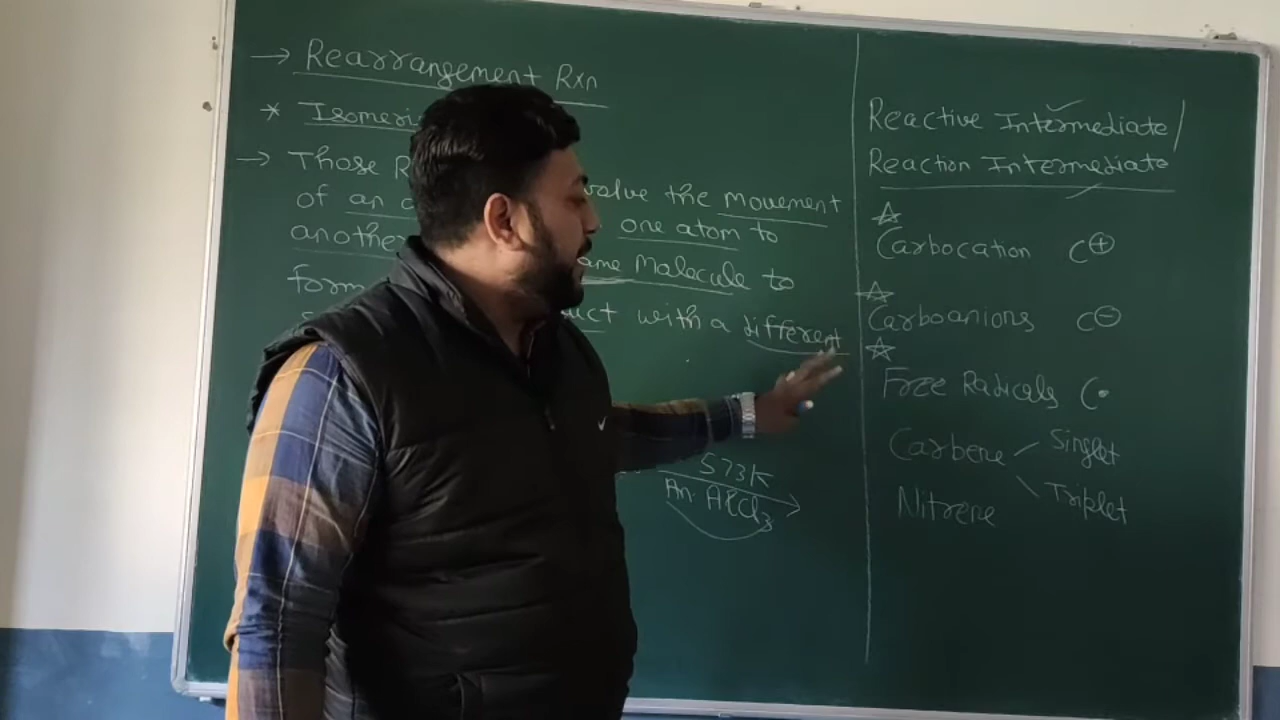 → Rearrangement Rxn
* Isomeri
→ Those R volve the movement
of an a one atom to
another ame Molecule to
form
uct with a different
573K
An. AlCl3
Reactive Intermediate/
Reaction Intermediate
Carbocation C⊕
Carboanions C⊖
Free Radicals C•
Carbene Singlet
Triplet
Nitrene